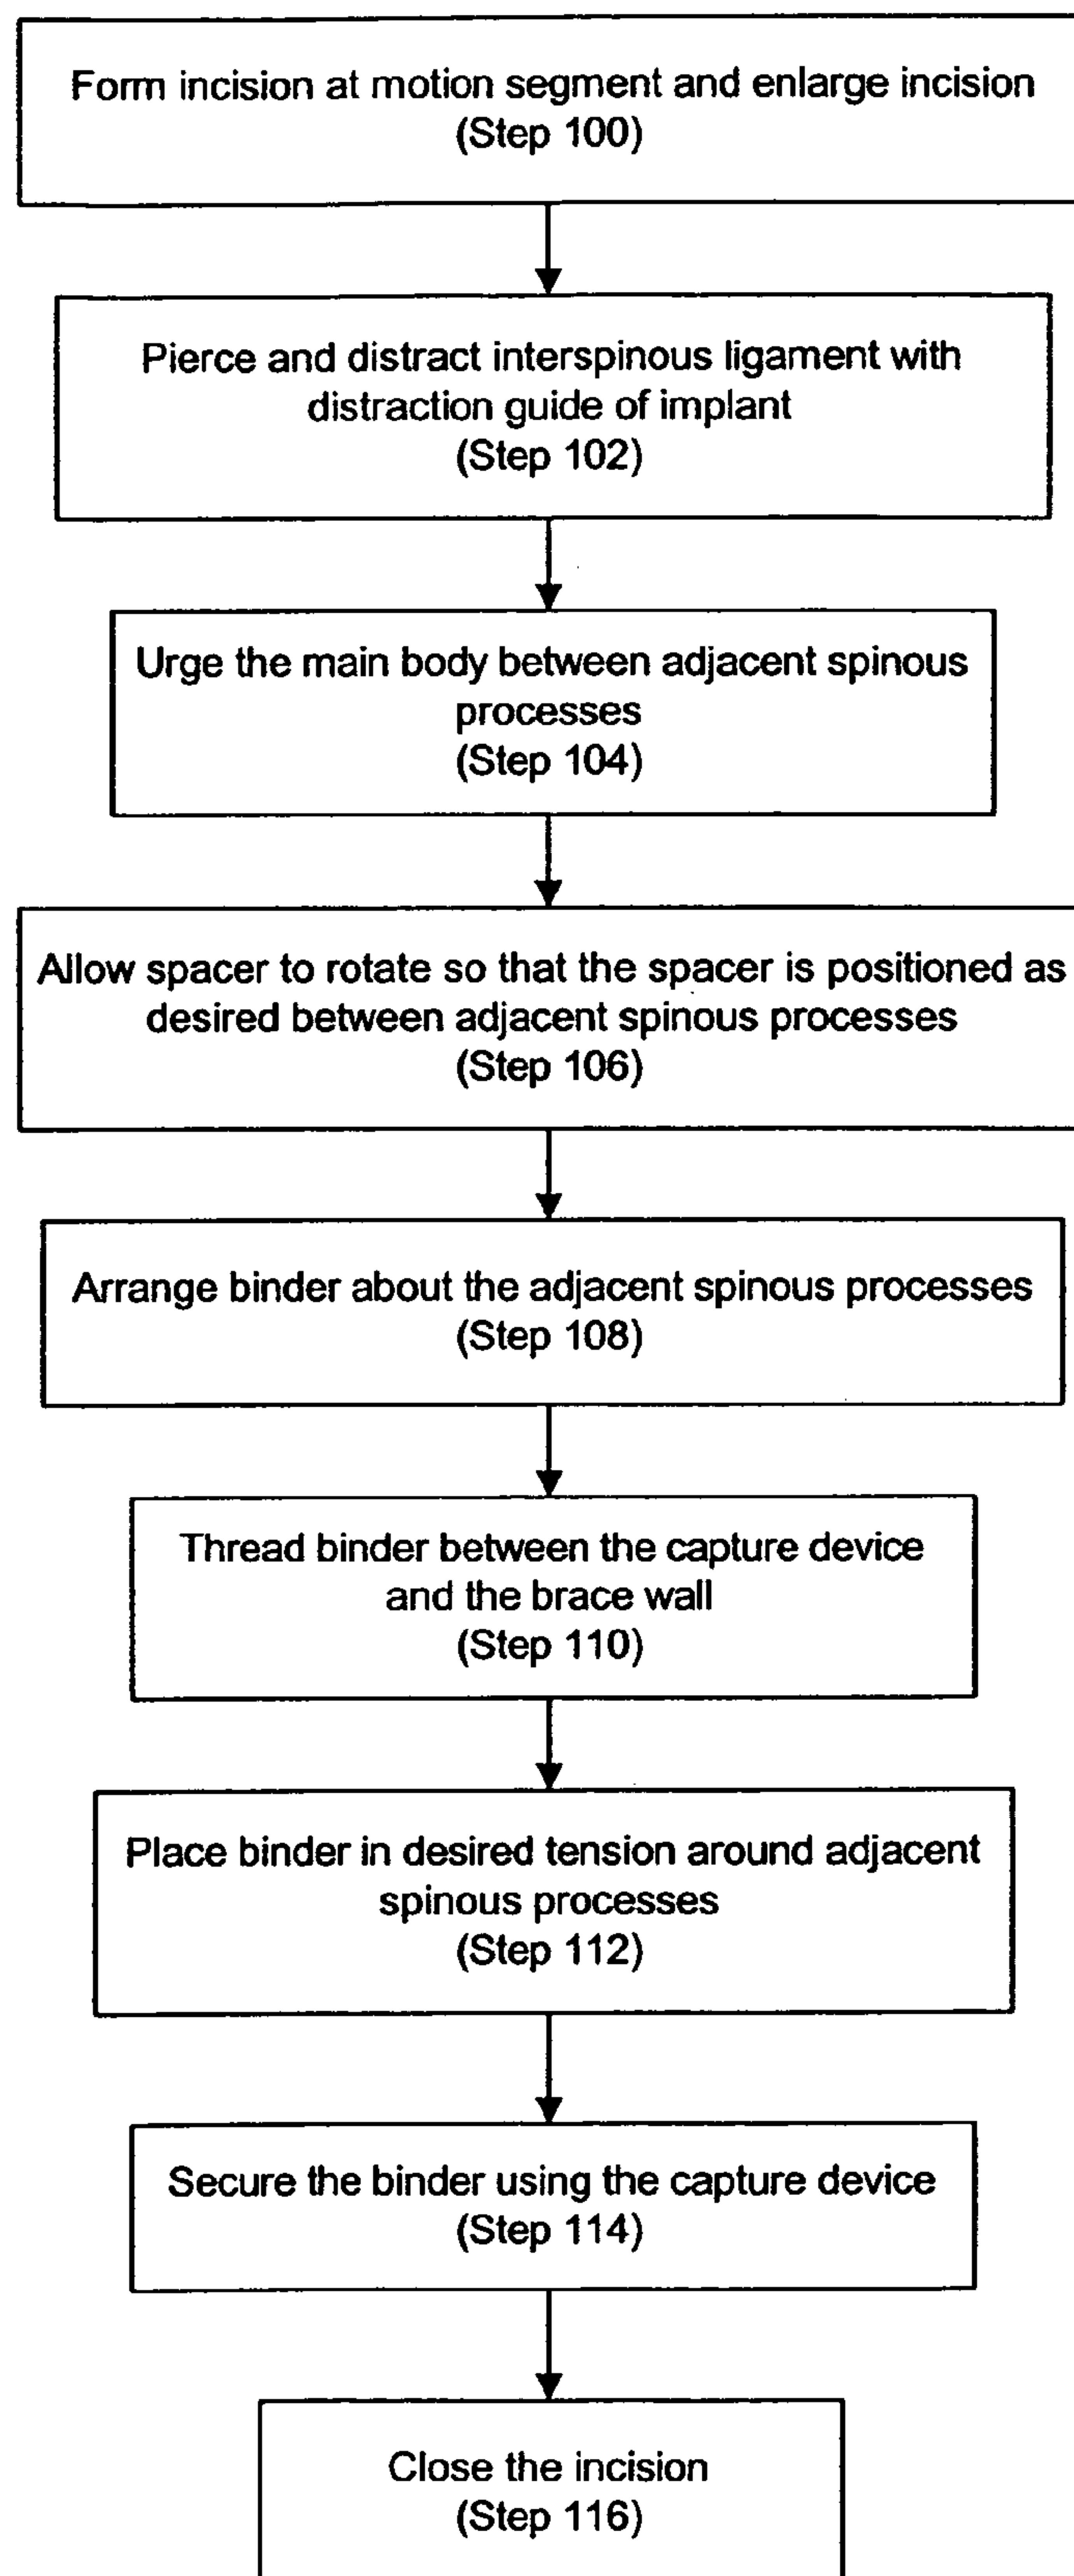 Form incision at motion segment and enlarge incision
(Step 100)
Pierce and distract interspinous ligament with
distraction guide of implant
(Step 102)
Urge the main body between adjacent spinous
processes
(Step 104)
Allow spacer to rotate so that the spacer is positioned as
desired between adjacent spinous processes
(Step 106)
Arrange binder about the adjacent spinous processes
(Step 108)
Thread binder between the capture device
and the brace wall
(Step 110)
Place binder in desired tension around adjacent
spinous processes
(Step 112)
Secure the binder using the capture device
(Step 114)
Close the incision
(Step 116)